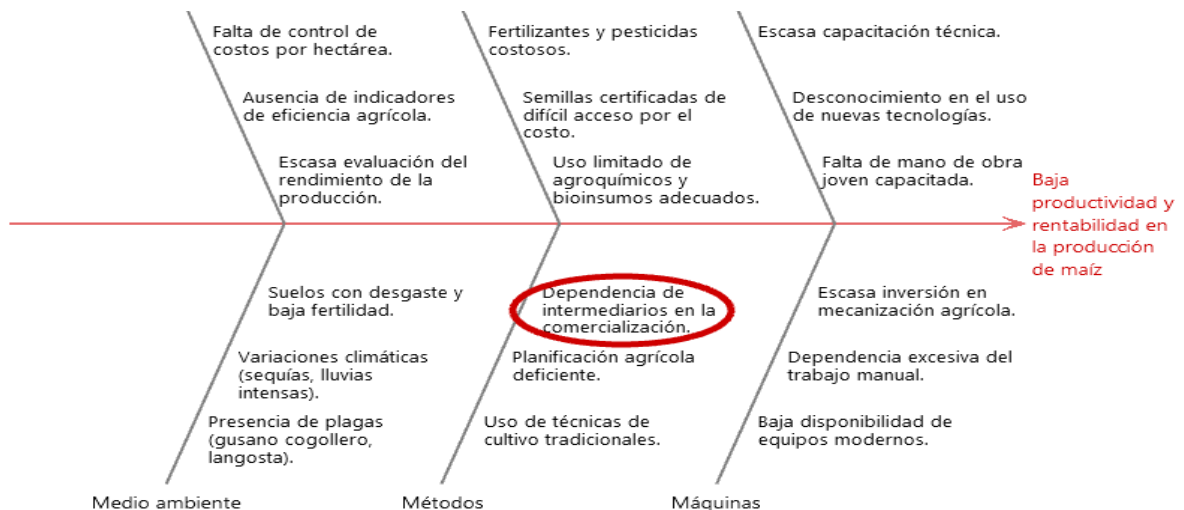 Falta de control de
costos por hectárea.
Ausencia de indicadores
de eficiencia agrícola.
Escasa evaluación del
rendimiento de la
producción.
Fertilizantes y pesticidas
costosos.
Semillas certificadas de
difícil acceso por el
costo.
Uso limitado de
agroquímicos y
bioinsumos adecuados.
Escasa capacitación técnica.
Desconocimiento en el uso
de nuevas tecnologías.
Falta de mano de obra
joven capacitada.
Baja
productividad y
rentabilidad en
la producción
de maíz
Suelos con desgaste y
baja fertilidad.
Variaciones climáticas
(sequías, lluvias
intensas).
Presencia de plagas
(gusano cogollero,
langosta).
Medio ambiente
Dependencia de
intermediarios en la
comercialización.
Planificación agrícola
deficiente.
Uso de técnicas de
cultivo tradicionales.
Métodos
Escasa inversión en
mecanización agrícola.
Dependencia excesiva del
trabajo manual.
Baja disponibilidad de
equipos modernos.
Máquinas